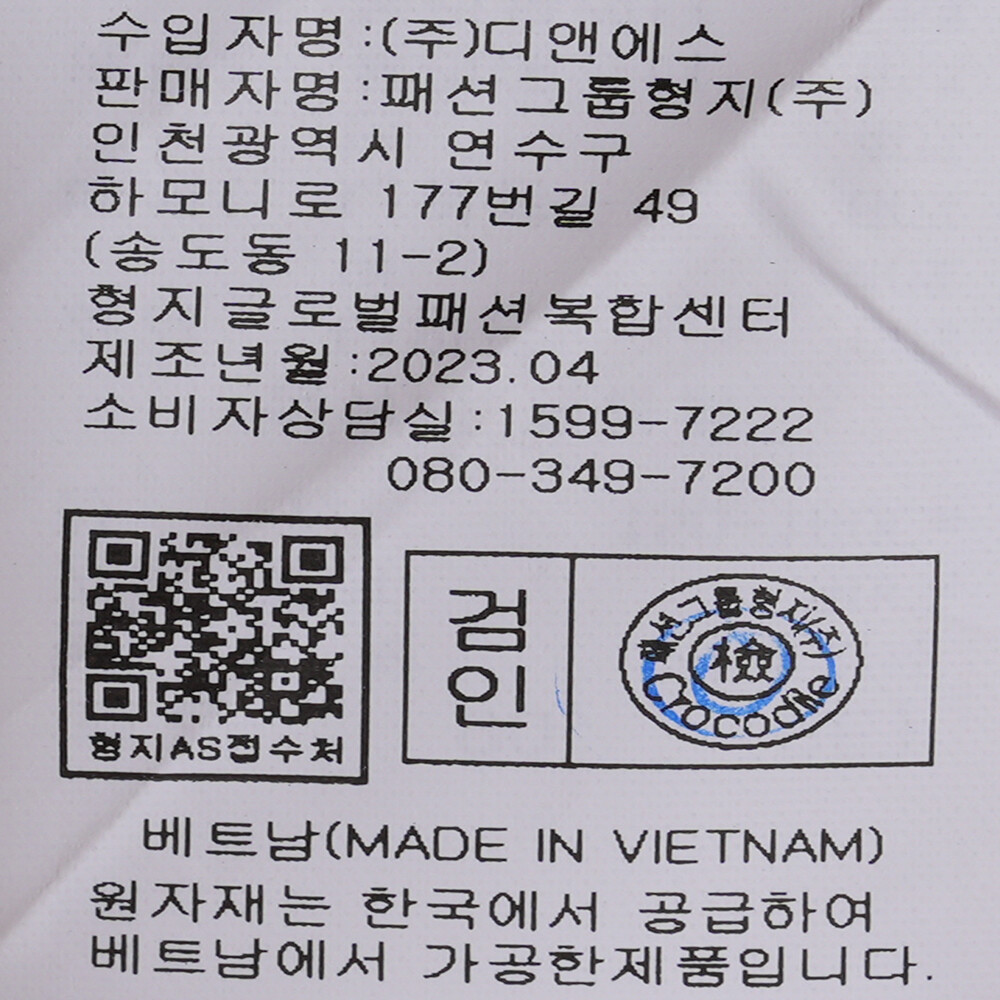 수입자명:(주)디앤에스
판매자명:패션그룹형지(주)
인천광역시 연수구
하모니로 177번길 49
(송도동 11-2)
형지글로벌패션복합센터
제조년월:2023.04
소비자상담실:1599-7222
080-349-7200
형지AS접수처
검인
패션그룹형지(주)
檢
Crocodile
베트남(MADE IN VIETNAM)
원자재는 한국에서 공급하여
베트남에서 가공한제품입니다.